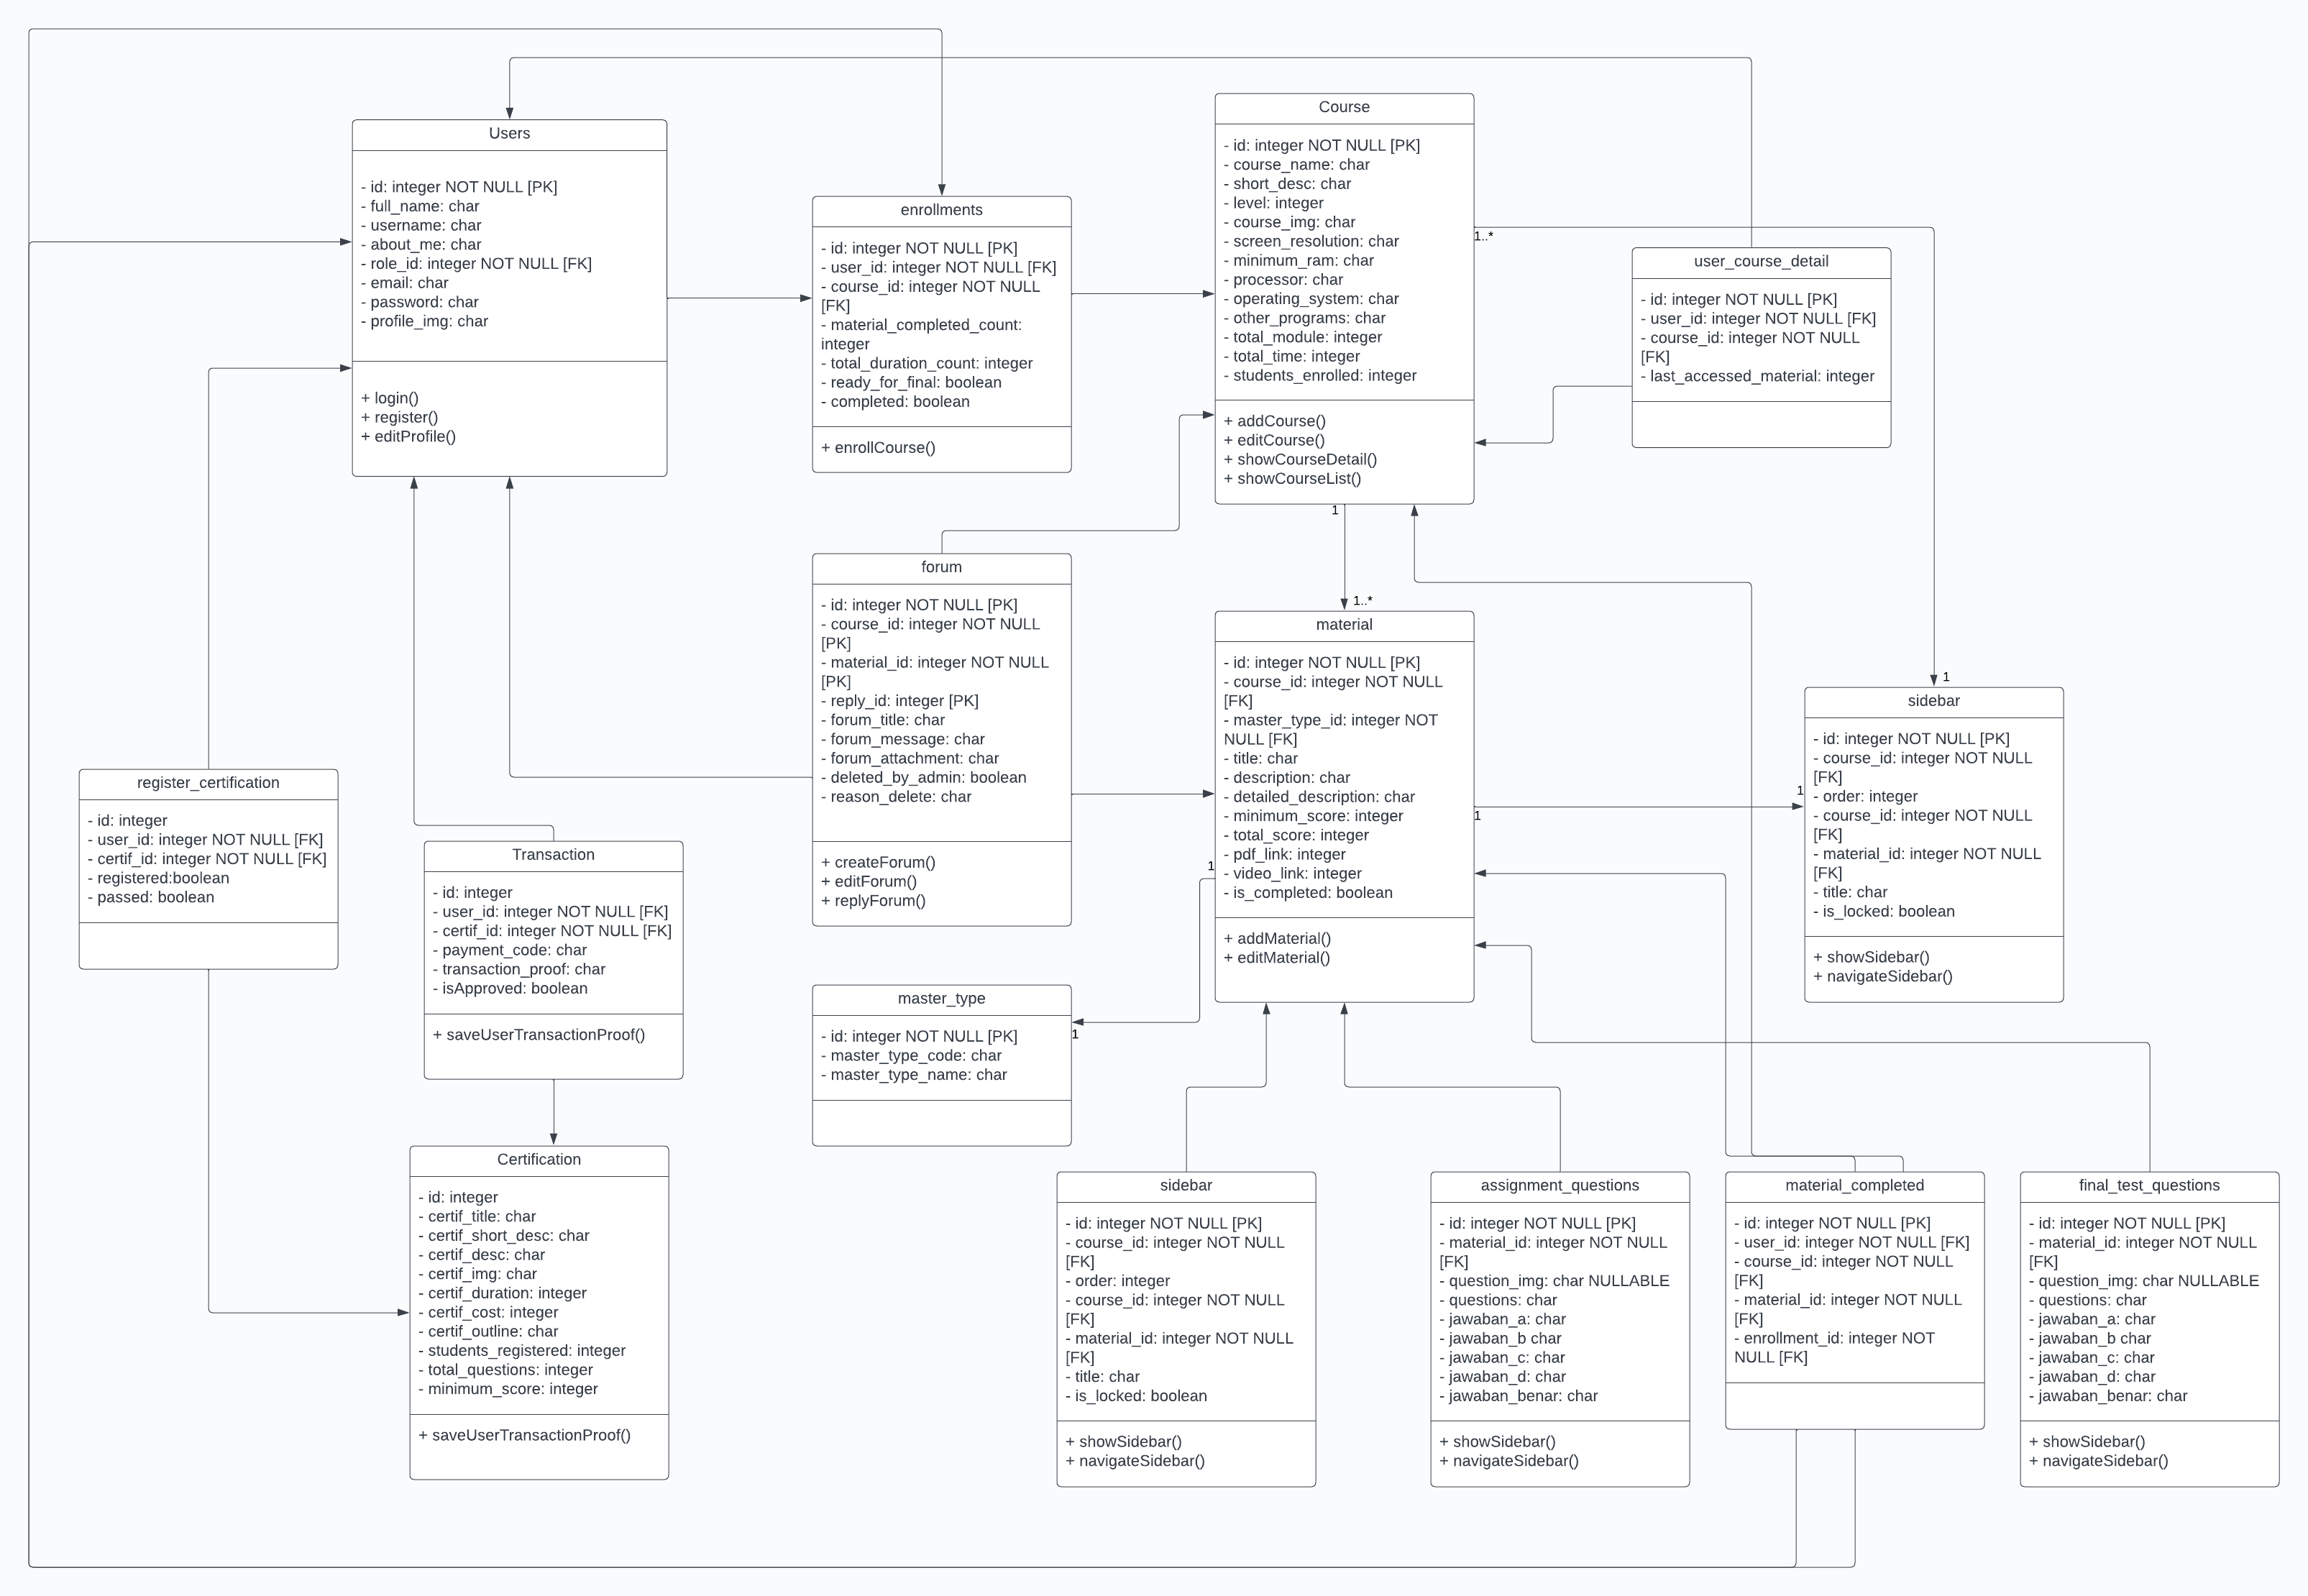 Users
- id: integer NOT NULL [PK]
- full_name: char
- username: char
- about_me: char
- role_id: integer NOT NULL [FK]
- email: char
- password: char
- profile_img: char
+ login()
+ register()
+ editProfile()
enrollments
- id: integer NOT NULL [PK]
- user_id: integer NOT NULL [FK]
- course_id: integer NOT NULL
[FK]
- material_completed_count:
integer
- total_duration_count: integer
- ready_for_final: boolean
- completed: boolean
+ enrollCourse()
Course
- id: integer NOT NULL [PK]
- course_name: char
- short_desc: char
- level: integer
- course_img: char
- screen_resolution: char
- minimum_ram: char
- processor: char
- operating_system: char
- other_programs: char
- total_module: integer
- total_time: integer
- students_enrolled: integer
+ addCourse()
+ editCourse()
+ showCourseDetail()
+ showCourseList()
1..*
1
user_course_detail
- id: integer NOT NULL [PK]
- user_id: integer NOT NULL [FK]
- course_id: integer NOT NULL
[FK]
- last_accessed_material: integer
forum
- id: integer NOT NULL [PK]
- course_id: integer NOT NULL
[PK]
- material_id: integer NOT NULL
[PK]
- reply_id: integer [PK]
- forum_title: char
- forum_message: char
- forum_attachment: char
- deleted_by_admin: boolean
- reason_delete: char
+ createForum()
+ editForum()
+ replyForum()
1..*
material
- id: integer NOT NULL [PK]
- course_id: integer NOT NULL
[FK]
- master_type_id: integer NOT
NULL [FK]
- title: char
- description: char
- detailed_description: char
- minimum_score: integer
- total_score: integer
- pdf_link: integer
- video_link: integer
- is_completed: boolean
+ addMaterial()
+ editMaterial()
1
1
1
1
sidebar
- id: integer NOT NULL [PK]
- course_id: integer NOT NULL
[FK]
- order: integer
- course_id: integer NOT NULL
[FK]
- material_id: integer NOT NULL
[FK]
- title: char
- is_locked: boolean
+ showSidebar()
+ navigateSidebar()
register_certification
- id: integer
- user_id: integer NOT NULL [FK]
- certif_id: integer NOT NULL [FK]
- registered:boolean
- passed: boolean
Transaction
- id: integer
- user_id: integer NOT NULL [FK]
- certif_id: integer NOT NULL [FK]
- payment_code: char
- transaction_proof: char
- isApproved: boolean
+ saveUserTransactionProof()
master_type
- id: integer NOT NULL [PK]
- master_type_code: char
- master_type_name: char
1
Certification
- id: integer
- certif_title: char
- certif_short_desc: char
- certif_desc: char
- certif_img: char
- certif_duration: integer
- certif_cost: integer
- certif_outline: char
- students_registered: integer
- total_questions: integer
- minimum_score: integer
+ saveUserTransactionProof()
sidebar
- id: integer NOT NULL [PK]
- course_id: integer NOT NULL
[FK]
- order: integer
- course_id: integer NOT NULL
[FK]
- material_id: integer NOT NULL
[FK]
- title: char
- is_locked: boolean
+ showSidebar()
+ navigateSidebar()
assignment_questions
- id: integer NOT NULL [PK]
- material_id: integer NOT NULL
[FK]
- question_img: char NULLABLE
- questions: char
- jawaban_a: char
- jawaban_b char
- jawaban_c: char
- jawaban_d: char
- jawaban_benar: char
+ showSidebar()
+ navigateSidebar()
material_completed
- id: integer NOT NULL [PK]
- user_id: integer NOT NULL [FK]
- course_id: integer NOT NULL
[FK]
- material_id: integer NOT NULL
[FK]
- enrollment_id: integer NOT
NULL [FK]
final_test_questions
- id: integer NOT NULL [PK]
- material_id: integer NOT NULL
[FK]
- question_img: char NULLABLE
- questions: char
- jawaban_a: char
- jawaban_b char
- jawaban_c: char
- jawaban_d: char
- jawaban_benar: char
+ showSidebar()
+ navigateSidebar()